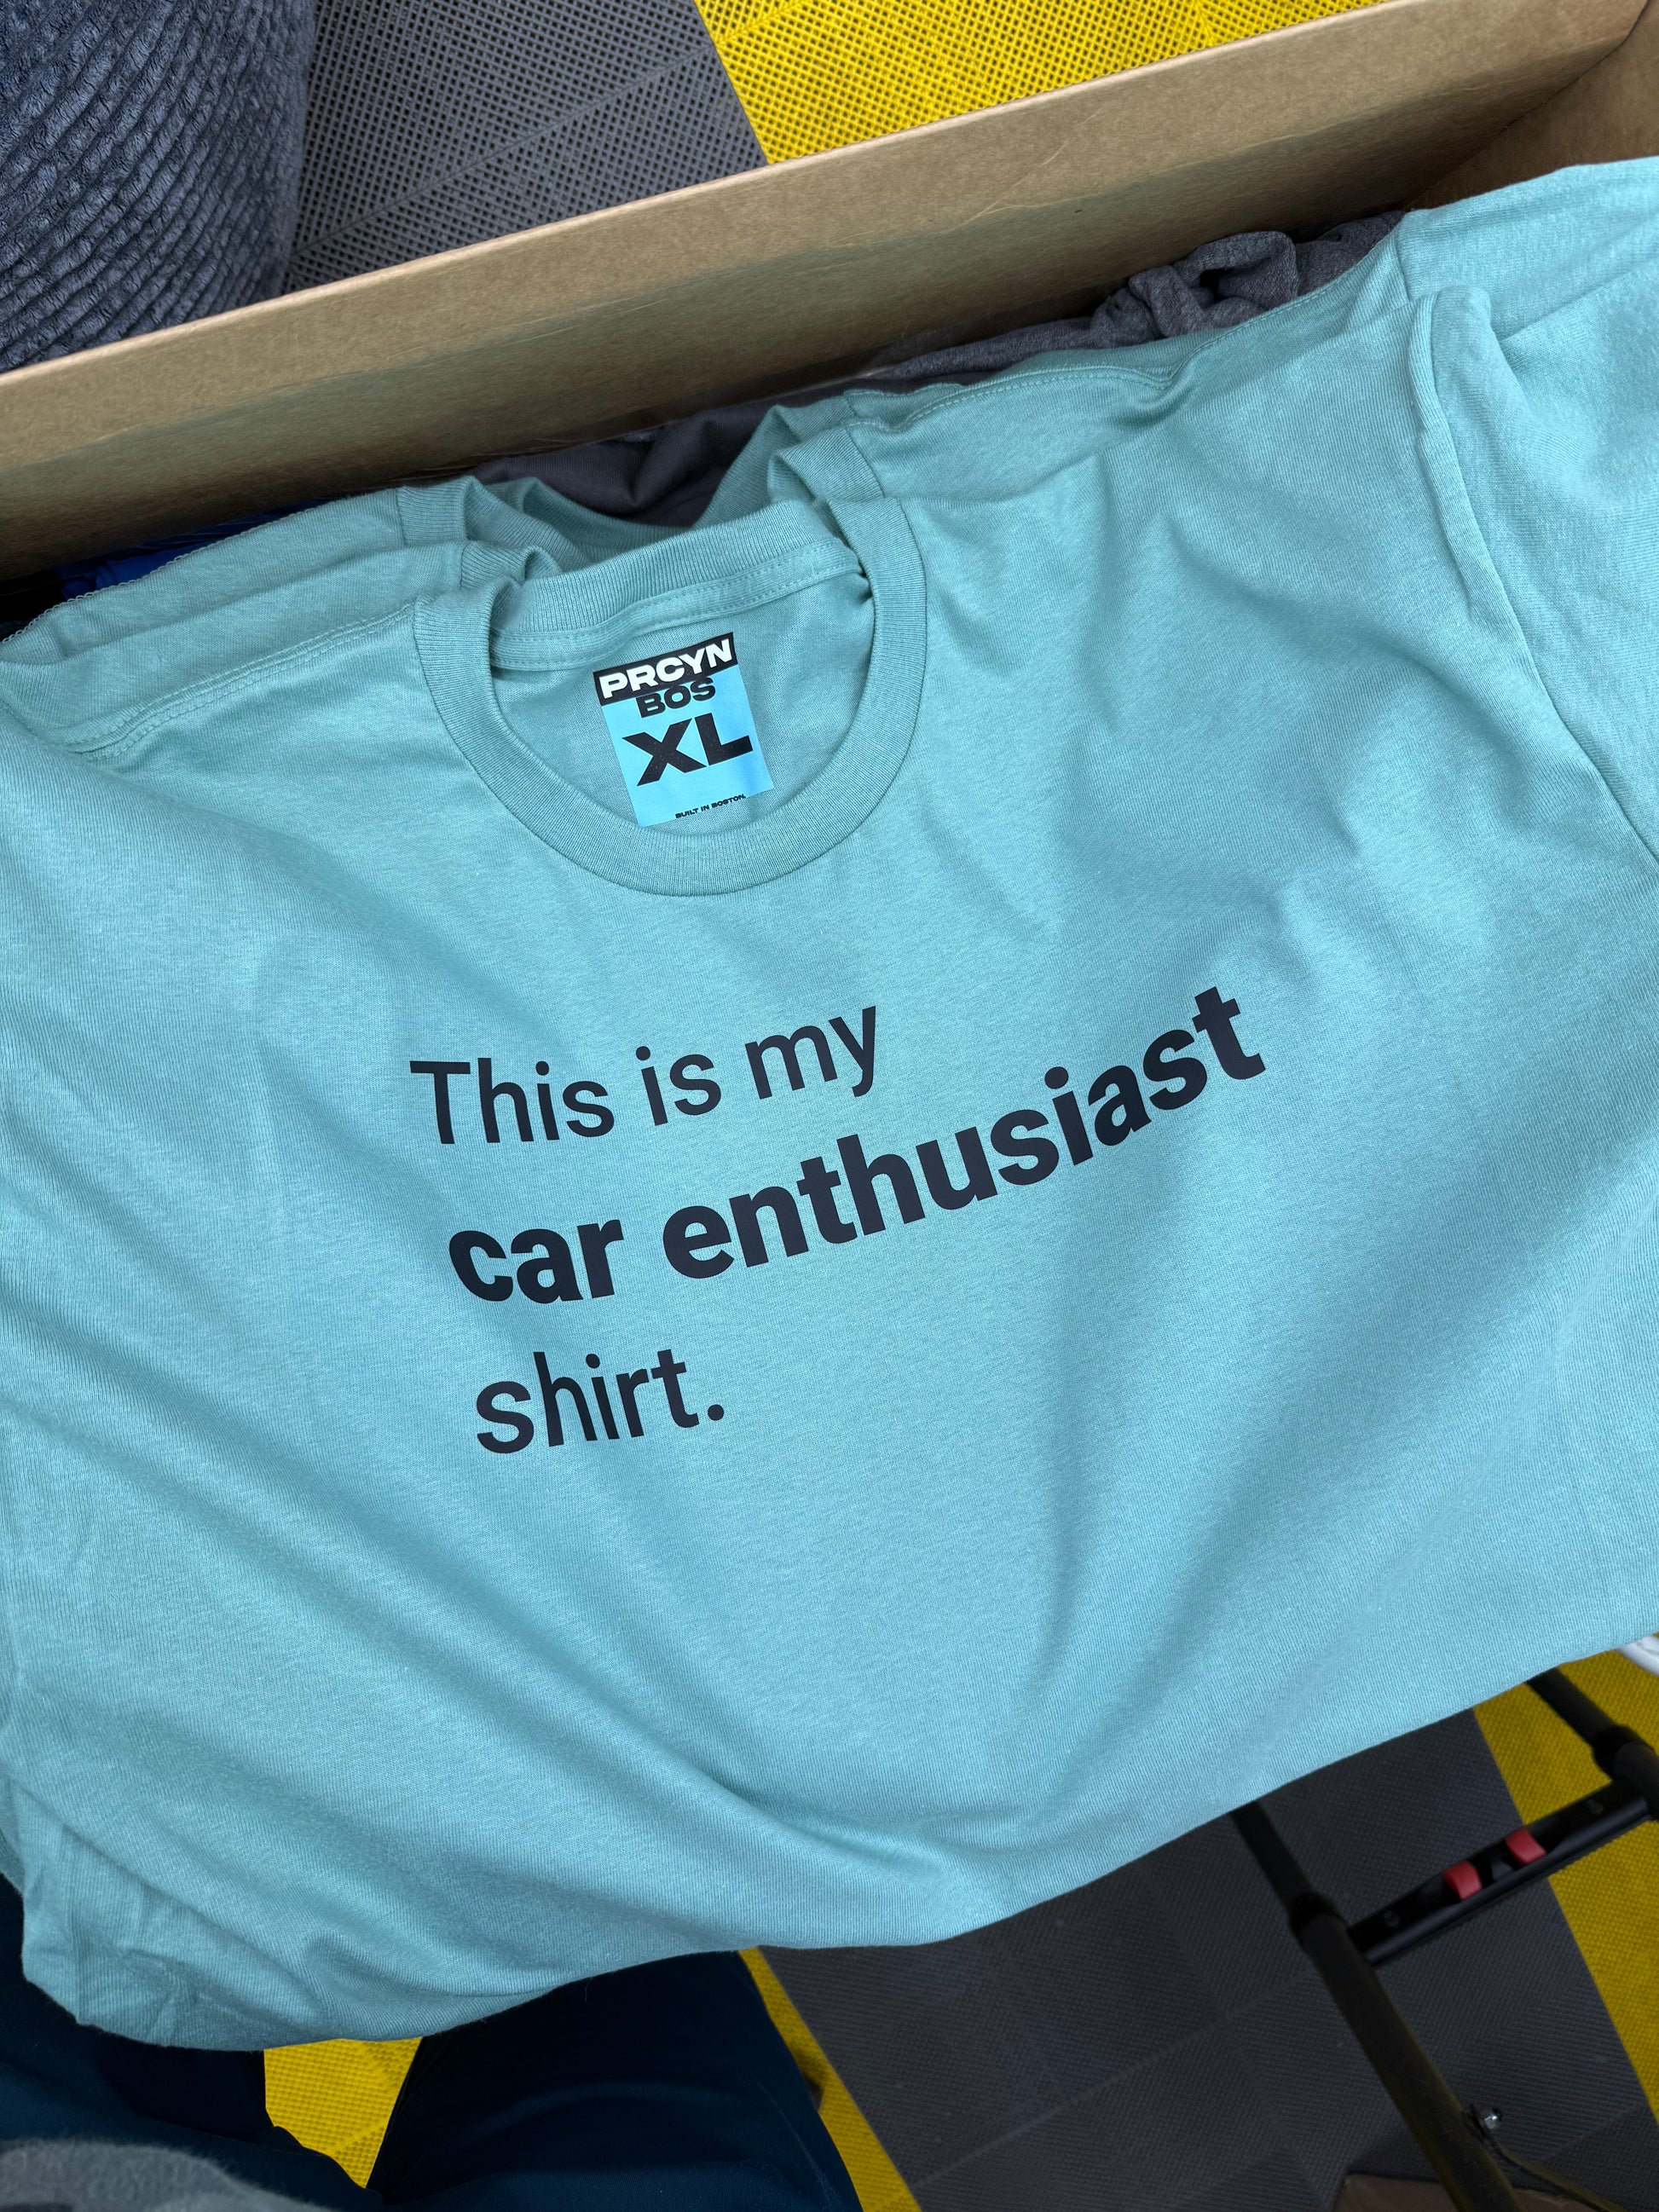 PRCYN
BOS
XL
BUILT IN BOSTON.
This is my
car enthusiast
shirt.